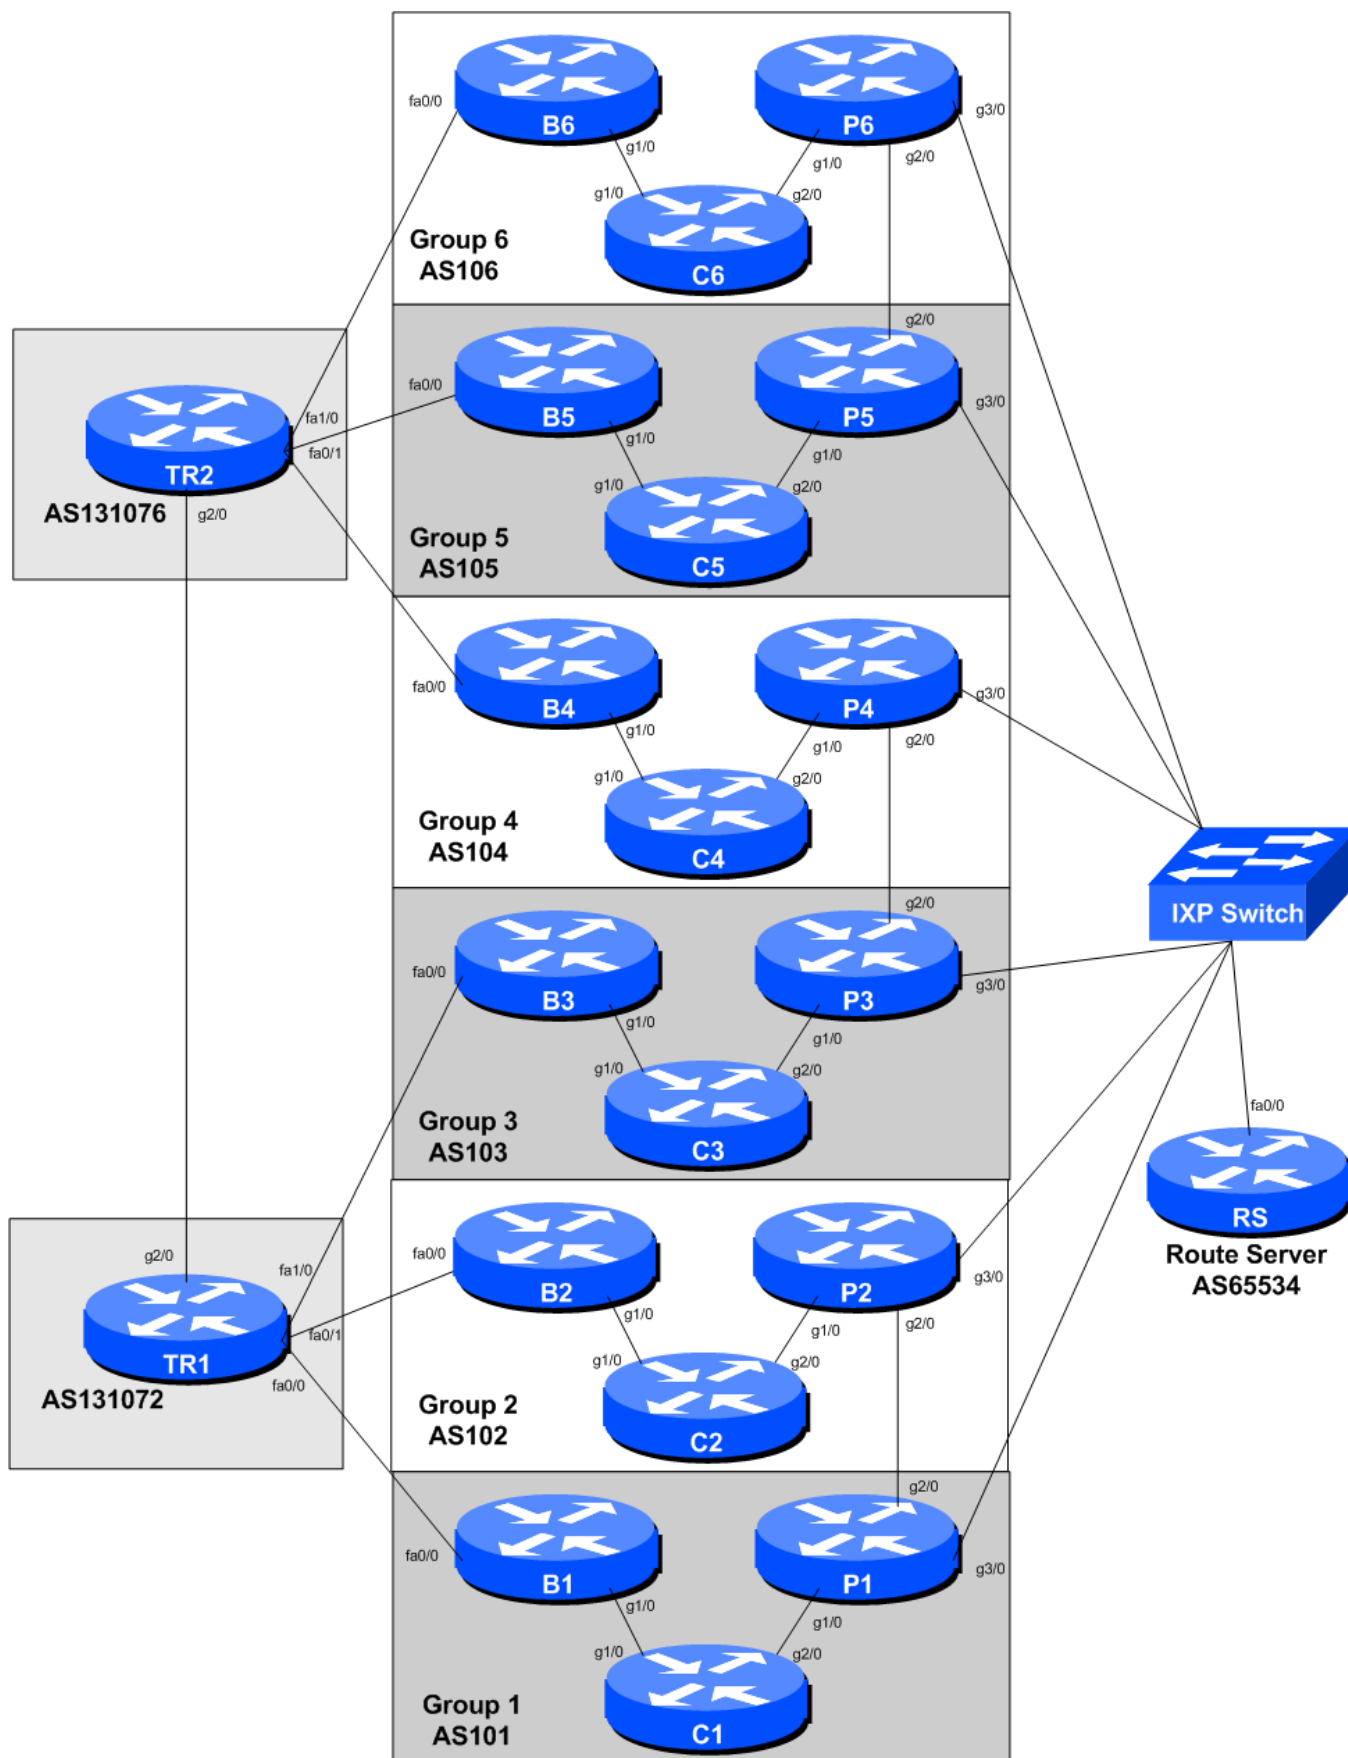 fa0/0
B6
P6
g3/0
g1/0
g1/0
g2/0
g1/0
g2/0
C6
Group 6
AS106
g2/0
fa0/0
B5
P5
g3/0
g1/0
g1/0
g1/0
g2/0
C5
Group 5
AS105
fa1/0
fa0/1
TR2
AS131076
g2/0
fa0/0
B4
P4
g3/0
g1/0
g1/0
g2/0
g1/0
g2/0
C4
Group 4
AS104
IXP Switch
g2/0
fa0/0
B3
P3
g3/0
g1/0
g1/0
g1/0
g2/0
C3
Group 3
AS103
fa0/0
RS
Route Server
AS65534
g2/0
fa1/0
fa0/1
TR1
fa0/0
AS131072
fa0/0
B2
P2
g3/0
g1/0
g1/0
g2/0
g1/0
g2/0
C2
Group 2
AS102
g2/0
fa0/0
B1
P1
g3/0
g1/0
g1/0
g1/0
g2/0
C1
Group 1
AS101